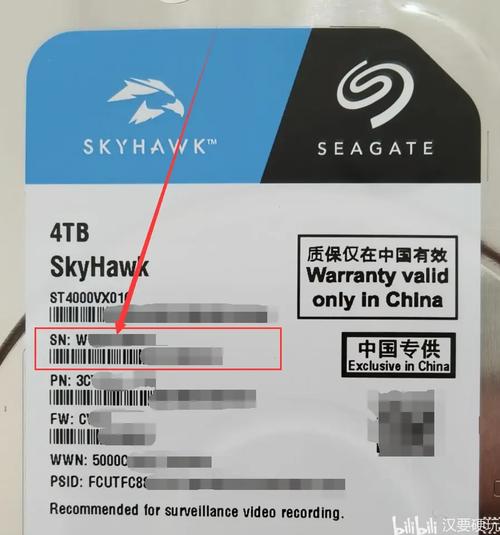 SKYHAWK™
SEAGATE
4TB
SkyHawk
质保仅在中国有效
Warranty valid
only in China
ST4000VX01
SN: W
中国专供
Exclusive in China
PN: 3C
FW: C
WWN: 5000C
PSID: FCUTFC8
Recommended for surveillance video recording.
bilibili 汉要硬玩